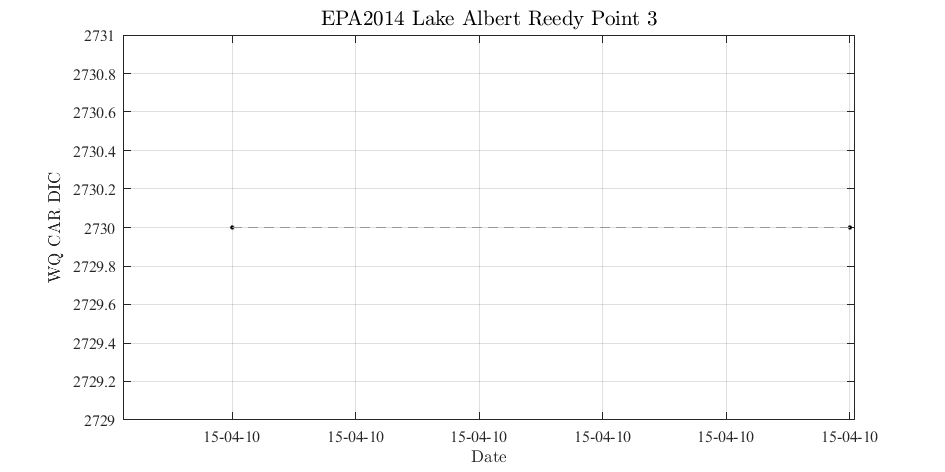 EPA2014 Lake Albert Reedy Point 3
2731
2730.8
2730.6
2730.4
2730.2
2730
2729.8
2729.6
2729.4
2729.2
2729
WQ CAR DIC
15-04-10 15-04-10 15-04-10 15-04-10 15-04-10 15-04-10
Date